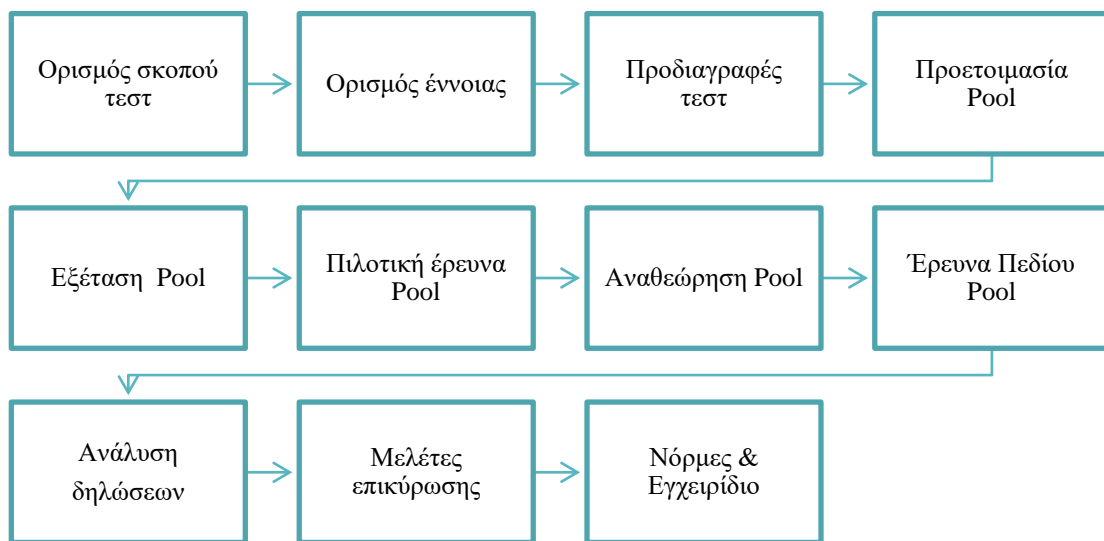 Ορισμός σκοπού
τεστ
Ορισμός έννοιας
Προδιαγραφές
τεστ
Προετοιμασία
Pool
Εξέταση Pool
Πιλοτική έρευνα
Pool
Αναθεώρηση Pool
Έρευνα Πεδίου
Pool
Ανάλυση
δηλώσεων
Μελέτες
επικύρωσης
Νόρμες &
Εγχειρίδιο